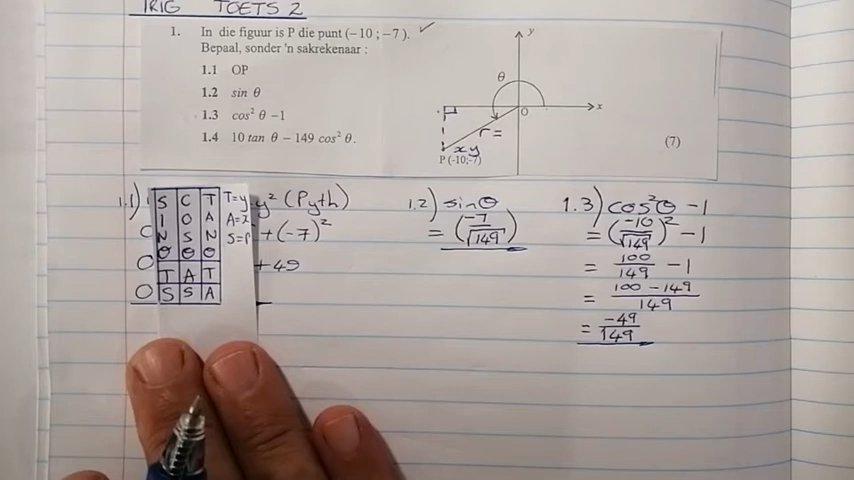 TRIG TOETS 2
1. In die figuur is P die punt (−10 ; −7). ✓
Bepaal, sonder 'n sakrekenaar :
1.1 OP
1.2 sin θ
1.3 cos² θ −1
1.4 10 tan θ − 149 cos² θ.
(7)
y
θ
x
O
r =
x y
P (-10;-7)
1.1)
y² (Pyth)
+ (-7)²
+ 49
S C T
I O A
N S N
θ θ θ
T A T
S S A
T=y
A=x
1.2) sinθ
= (-7/√149)
1.3) cos²θ -1
= (-10/√149)² -1
= 100/149 - 1
= (100 - 149)/149
= -49/149